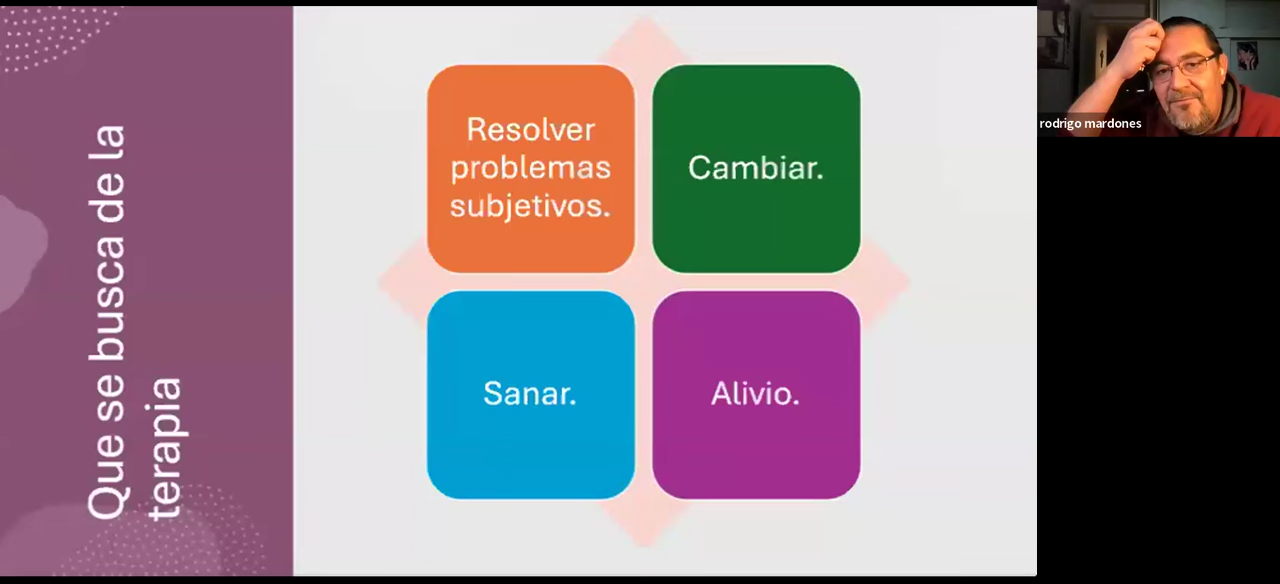 Que se busca de la
terapia
Resolver
problemas
subjetivos.
Cambiar.
Sanar.
Alivio.
rodrigo mardones